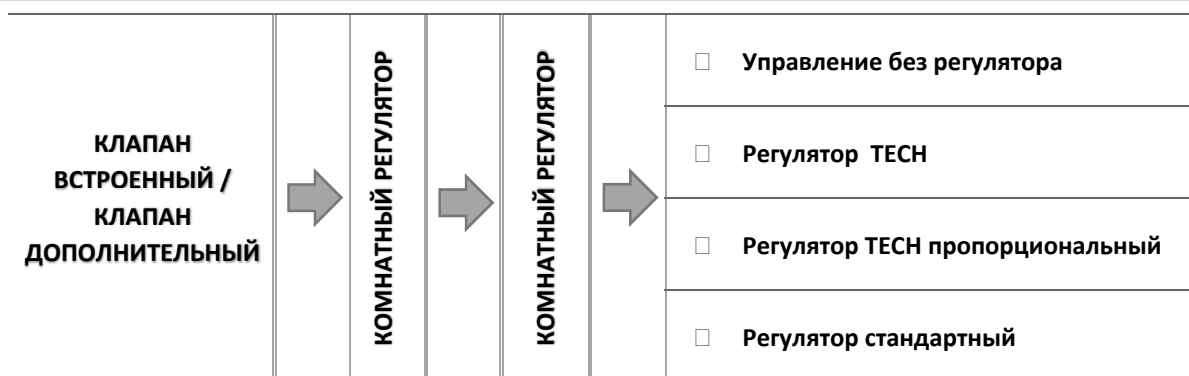 КЛАПАН
ВСТРОЕННЫЙ /
КЛАПАН
ДОПОЛНИТЕЛЬНЫЙ
КОМНАТНЫЙ РЕГУЛЯТОР
КОМНАТНЫЙ РЕГУЛЯТОР
Управление без регулятора
Регулятор TECH
Регулятор TECH пропорциональный
Регулятор стандартный